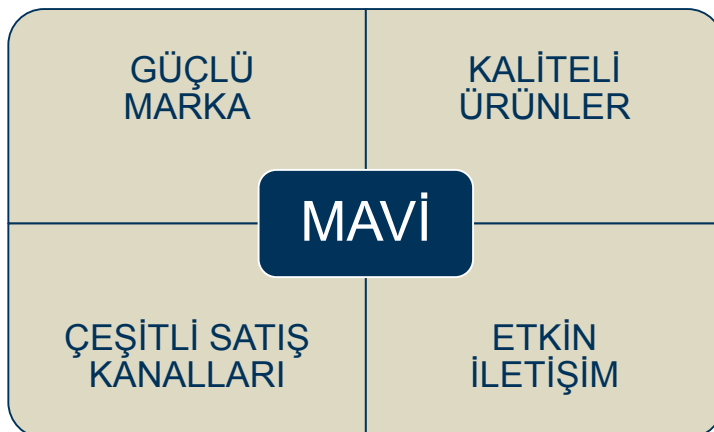 GÜÇLÜ
MARKA
KALİTELİ
ÜRÜNLER
MAVİ
ÇEŞİTLİ SATIŞ
KANALLARI
ETKİN
İLETİŞİM